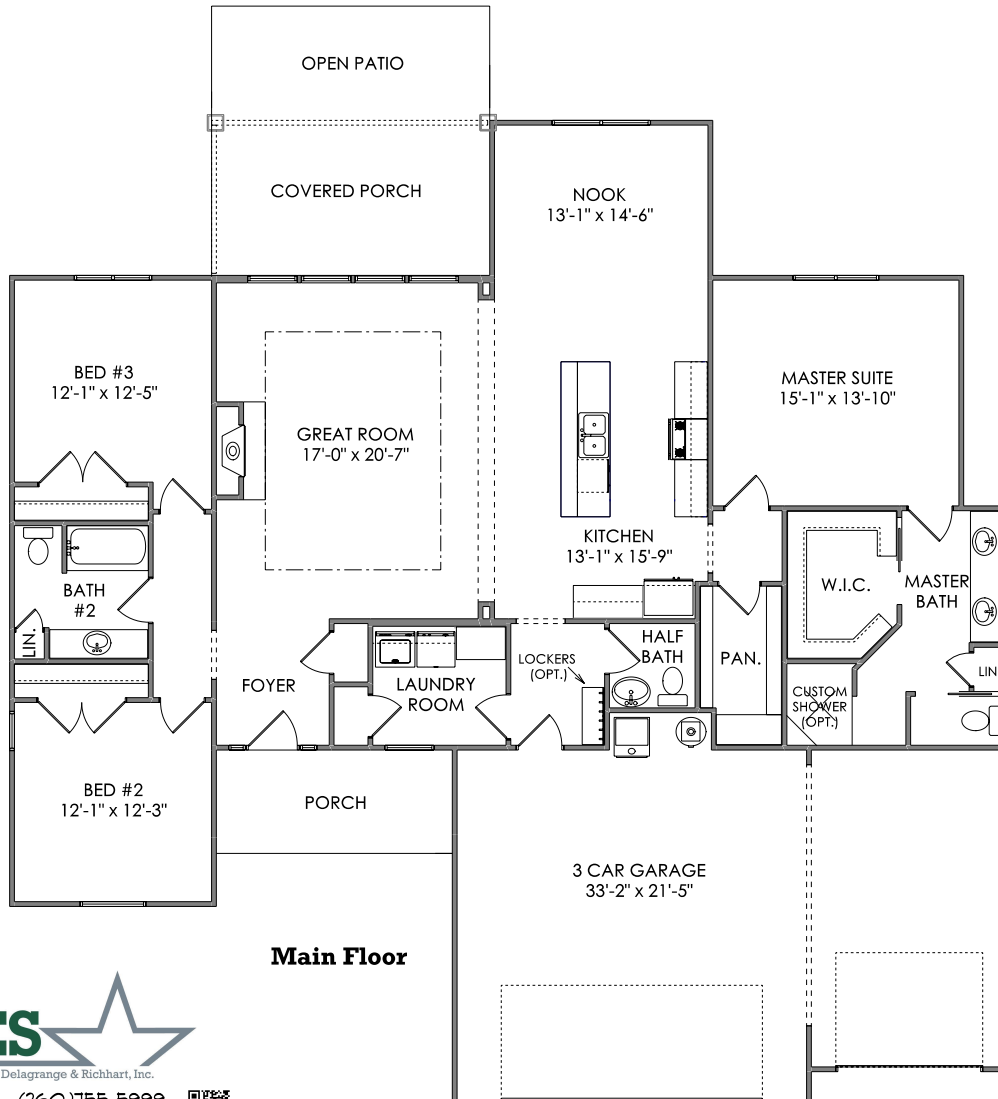 OPEN PATIO
COVERED PORCH
NOOK
13'-1" x 14'-6"
BED #3
12'-1" x 12'-5"
MASTER SUITE
15'-1" x 13'-10"
GREAT ROOM
17'-0" x 20'-7"
KITCHEN
13'-1" x 15'-9"
BATH
#2
LIN.
W.I.C.
MASTER
BATH
HALF
BATH
PAN.
LOCKERS
(OPT.)
LIN
FOYER
LAUNDRY
ROOM
CUSTOM
SHOWER
(OPT.)
BED #2
12'-1" x 12'-3"
PORCH
3 CAR GARAGE
33'-2" x 21'-5"
Main Floor
ES
Delagrange & Richhart, Inc.